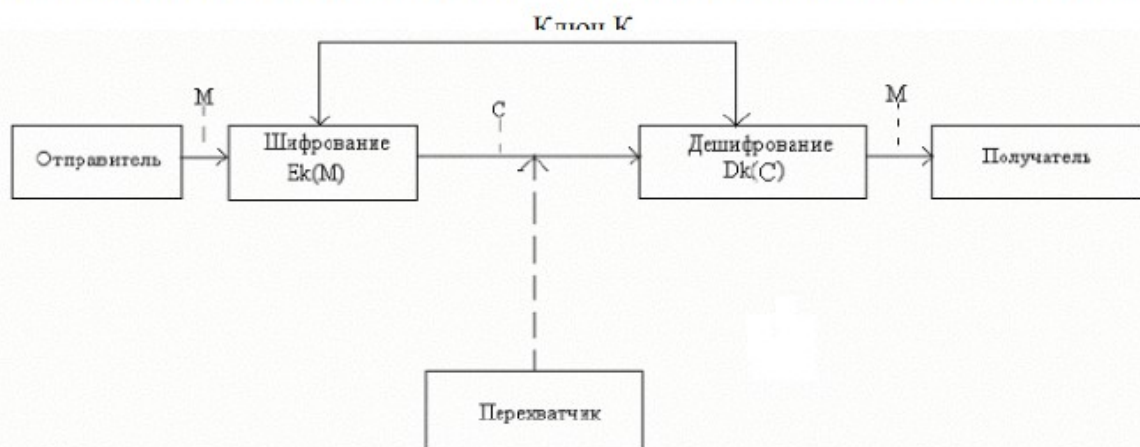 Ключ К
М
С
М
Отправитель
Шифрование
Ek(M)
Дешифрование
Dk(C)
Получатель
Перехватчик